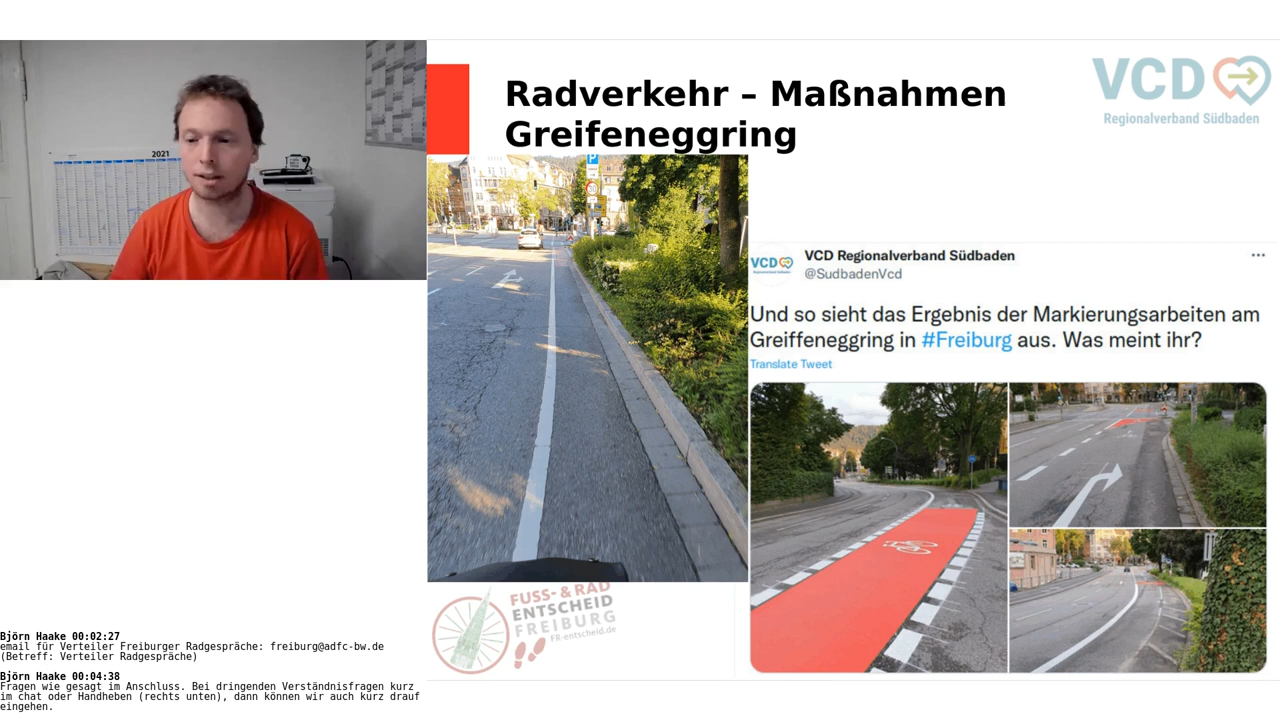 2021
Radverkehr – Maßnahmen
Greifeneggring
VCD
Regionalverband Südbaden
P
30
VCD
VCD Regionalverband Südbaden
@SudbadenVcd
Und so sieht das Ergebnis der Markierungsarbeiten am
Greiffeneggring in #Freiburg aus. Was meint ihr?
Translate Tweet
FUSS- & RAD
ENTSCHEID
FREIBURG
FR-entscheid.de
Björn Haake 00:02:27
email für Verteiler Freiburger Radgespräche: freiburg@adfc-bw.de
(Betreff: Verteiler Radgespräche)
Björn Haake 00:04:38
Fragen wie gesagt im Anschluss. Bei dringenden Verständnisfragen kurz
im chat oder Handheben (rechts unten), dann können wir auch kurz drauf
eingehen.